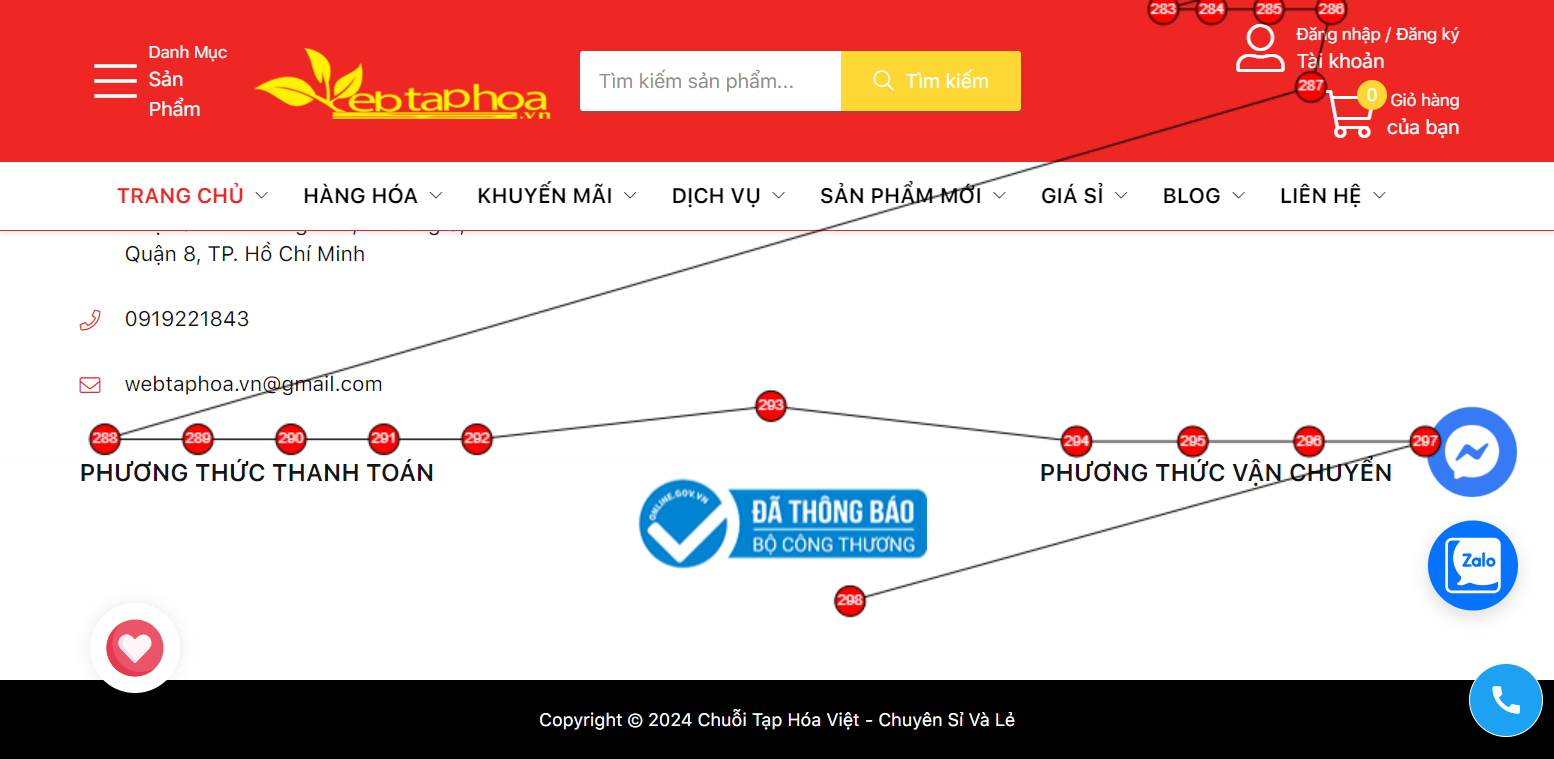 283 284 285 286
Danh Mục
Sản
Phẩm
ebtaphoa
.vn
Tìm kiếm sản phẩm...
Tìm kiếm
Đăng nhập / Đăng ký
Tài khoản
287
0
Giỏ hàng
của bạn
TRANG CHỦ HÀNG HÓA KHUYẾN MÃI DỊCH VỤ SẢN PHẨM MỚI GIÁ SỈ BLOG LIÊN HỆ
Quận 8, TP. Hồ Chí Minh
0919221843
webtaphoa.vn@gmail.com
293
288 289 290 291 292 294 295 296 297
PHƯƠNG THỨC THANH TOÁN
PHƯƠNG THỨC VẬN CHUYỂN
ONLINE.GOV.VN
ĐÃ THÔNG BÁO
BỘ CÔNG THƯƠNG
Zalo
298
Copyright © 2024 Chuỗi Tạp Hóa Việt - Chuyên Sỉ Và Lẻ